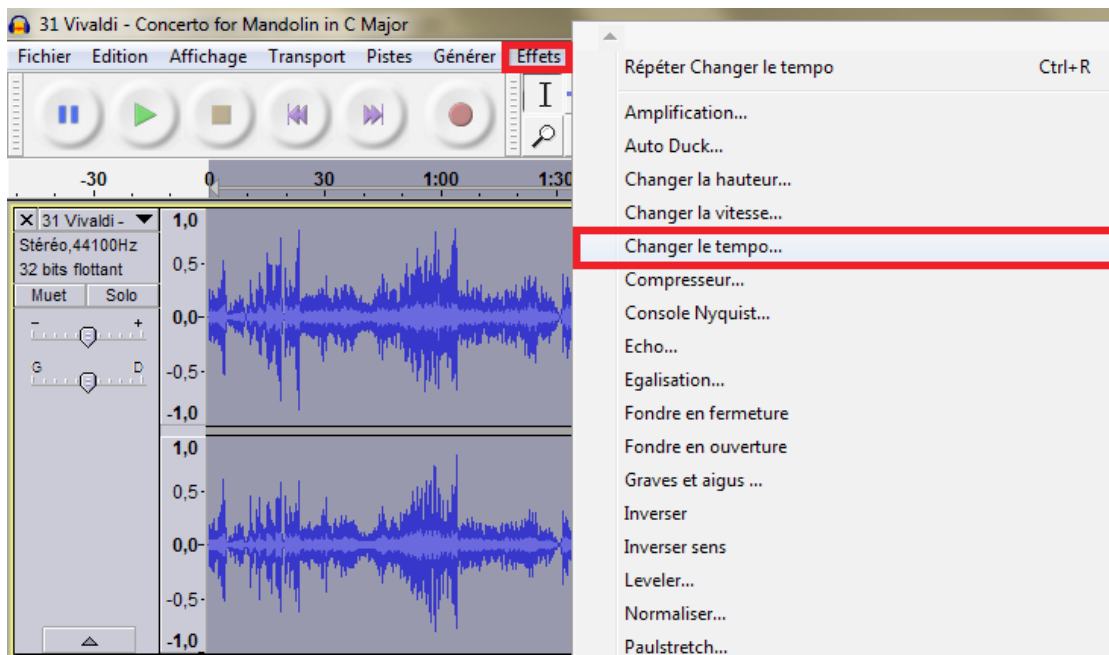 31 Vivaldi - Concerto for Mandolin in C Major
Fichier Edition Affichage Transport Pistes Générer Effets
Répéter Changer le tempo Ctrl+R
Amplification...
Auto Duck...
Changer la hauteur...
Changer la vitesse...
Changer le tempo...
Compresseur...
Console Nyquist...
Echo...
Egalisation...
Fondre en fermeture
Fondre en ouverture
Graves et aigus ...
Inverser
Inverser sens
Leveler...
Normaliser...
Paulstretch...
-30 0 30 1:00 1:30
31 Vivaldi -
Stéréo,44100Hz
32 bits flottant
Muet Solo
- +
G D
1,0
0,5-
0,0-
-0,5-
-1,0
1,0
0,5-
0,0-
-0,5-
-1,0